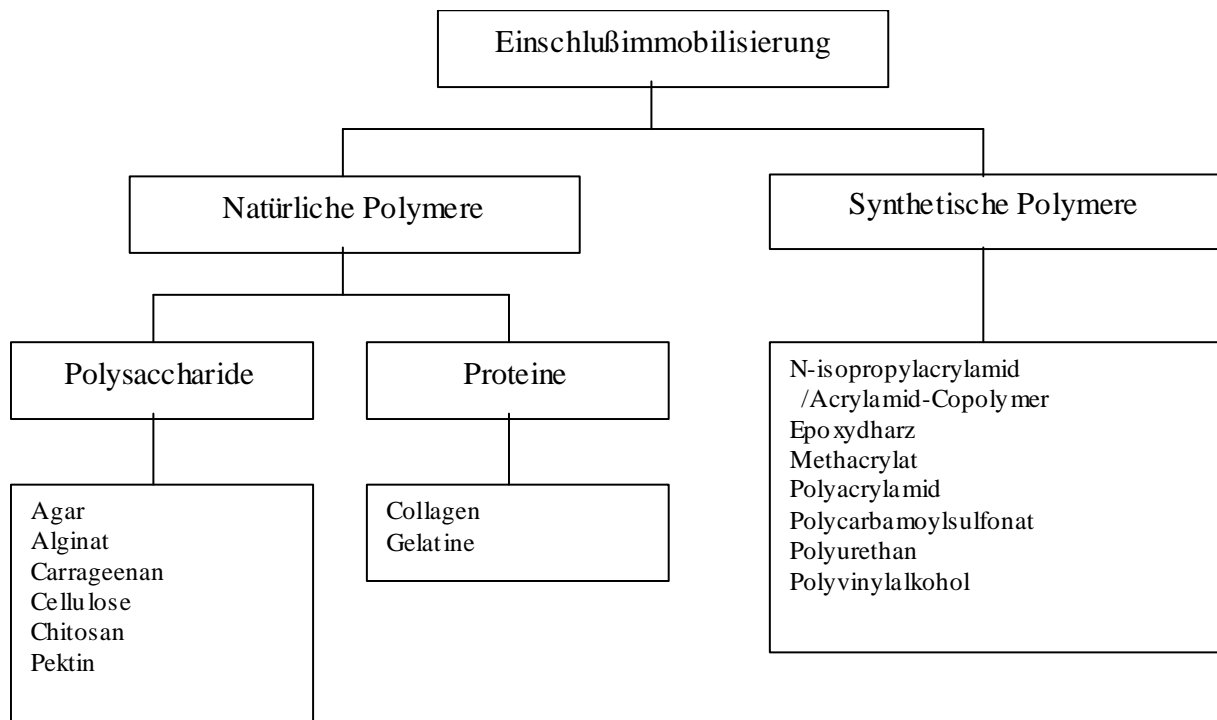 Einschlußimmobilisierung
Natürliche Polymere
Synthetische Polymere
Polysaccharide
Proteine
N-isopropylacrylamid
/Acrylamid-Copolymer
Epoxydharz
Methacrylat
Polyacrylamid
Polycarbamoylsulfonat
Polyurethan
Polyvinylalkohol
Agar
Alginat
Carrageenan
Cellulose
Chitosan
Pektin
Collagen
Gelatine